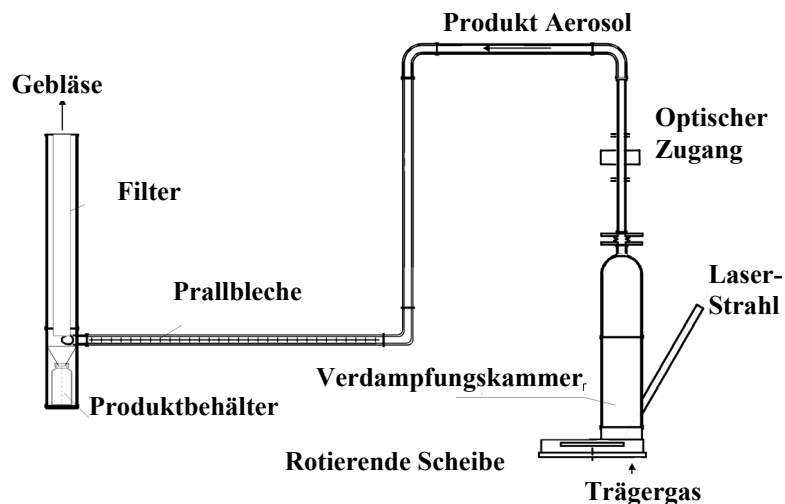 Produkt Aerosol
Gebläse
Optischer
Zugang
Filter
Laser-
Strahl
Prallbleche
Verdampfungskammer
Produktbehälter
Rotierende Scheibe
Trägergas